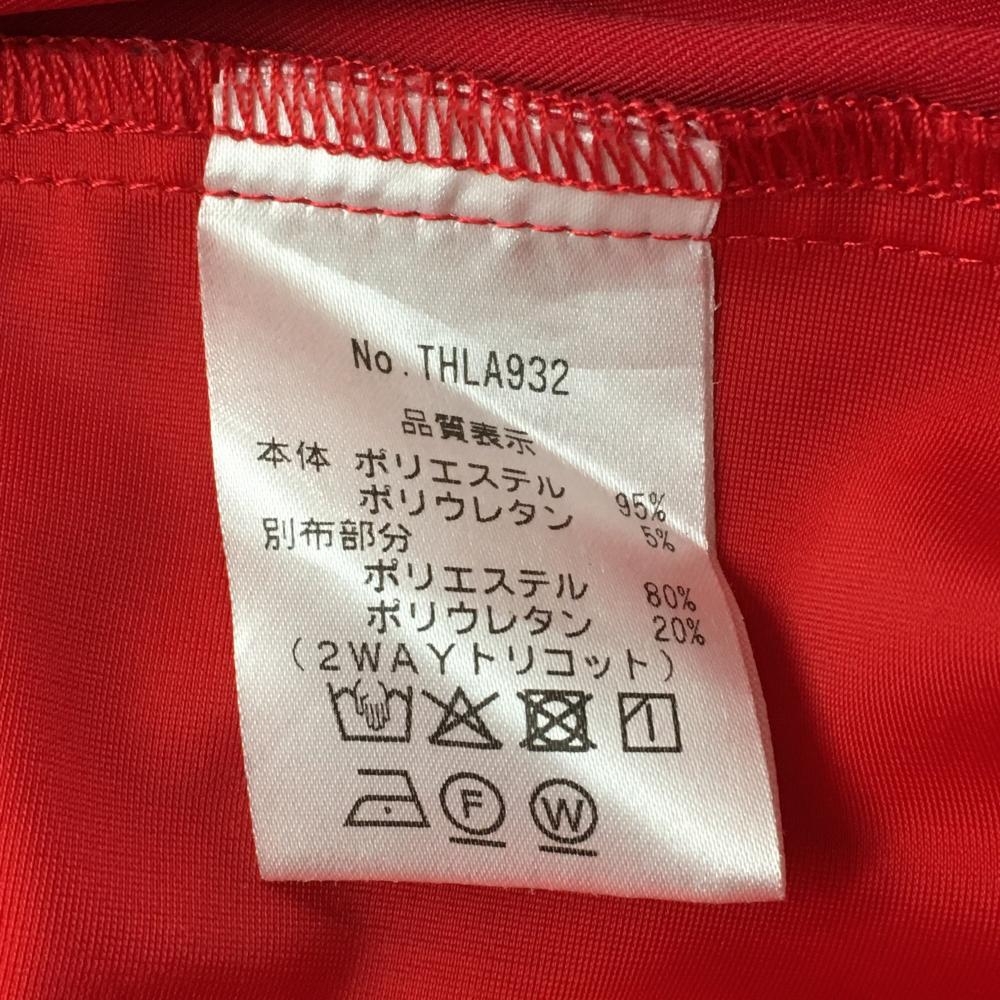 No.THLA932
品質表示
本体 ポリエステル 95%
ポリウレタン 5%
別布部分
ポリエステル 80%
ポリウレタン 20%
（2WAYトリコット）
F W